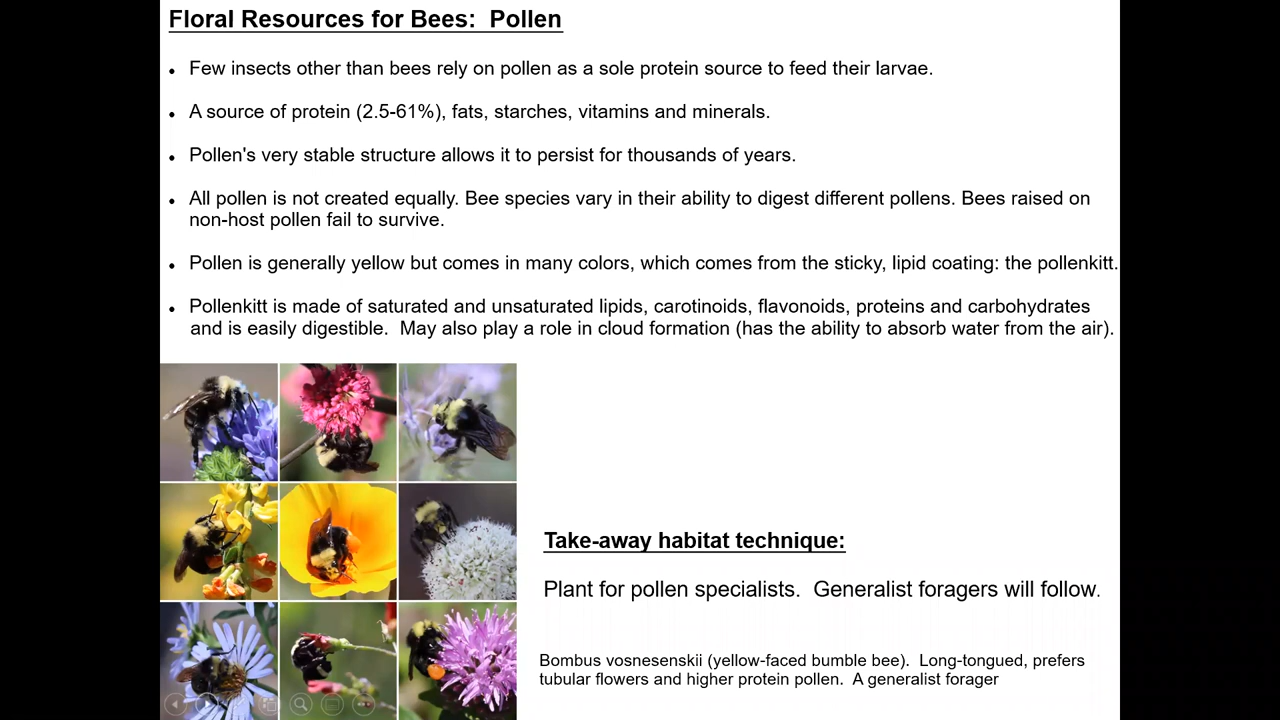 Floral Resources for Bees:  Pollen
• Few insects other than bees rely on pollen as a sole protein source to feed their larvae.
• A source of protein (2.5-61%), fats, starches, vitamins and minerals.
• Pollen's very stable structure allows it to persist for thousands of years.
• All pollen is not created equally. Bee species vary in their ability to digest different pollens. Bees raised on
non-host pollen fail to survive.
• Pollen is generally yellow but comes in many colors, which comes from the sticky, lipid coating: the pollenkitt.
• Pollenkitt is made of saturated and unsaturated lipids, carotinoids, flavonoids, proteins and carbohydrates
and is easily digestible.  May also play a role in cloud formation (has the ability to absorb water from the air).
Take-away habitat technique:
Plant for pollen specialists.  Generalist foragers will follow.
Bombus vosnesenskii (yellow-faced bumble bee).  Long-tongued, prefers
tubular flowers and higher protein pollen.  A generalist forager